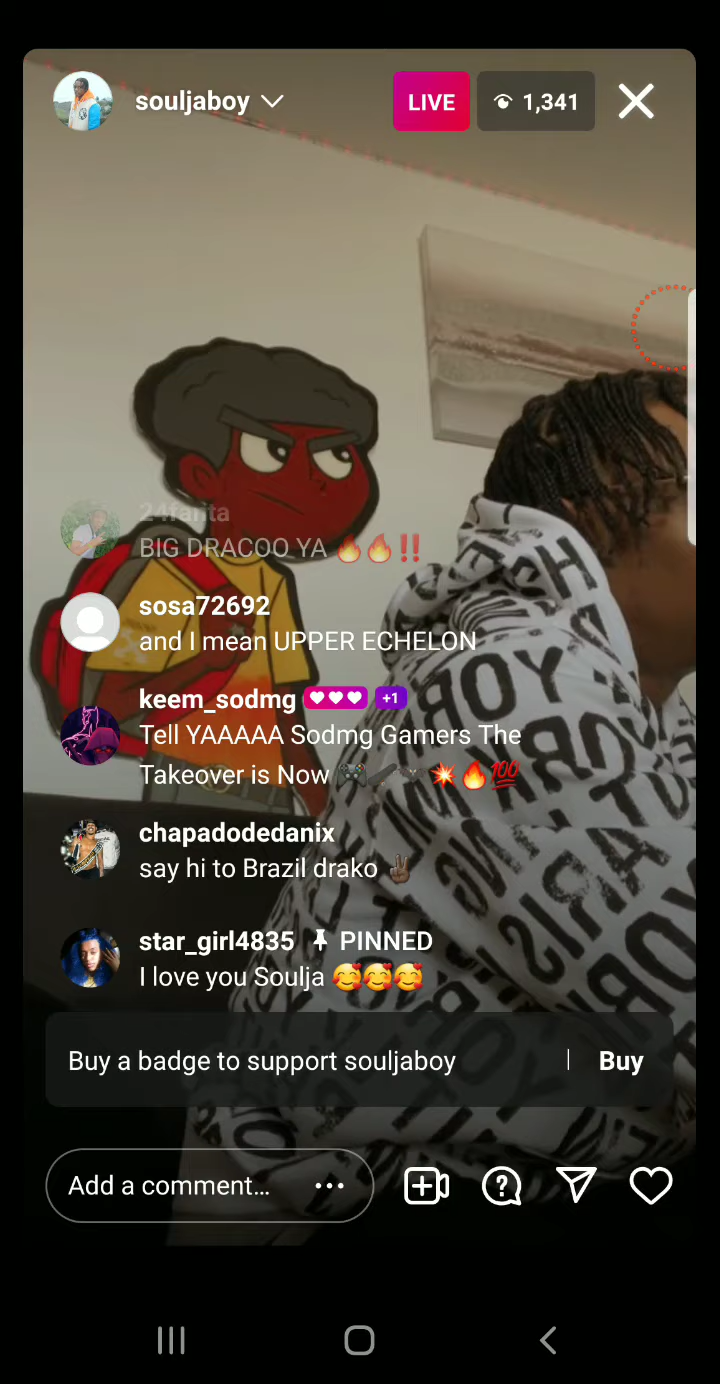 souljaboy
LIVE
1,341
24fanta
BIG DRACOO YA 🔥🔥‼️
sosa72692
and I mean UPPER ECHELON
keem_sodmg +1
Tell YAAAAA Sodmg Gamers The
Takeover is Now 🎮💥🔥💯
chapadodedanix
say hi to Brazil drako ✌🏾
star_girl4835 PINNED
I love you Soulja 🥰🥰🥰
Buy a badge to support souljaboy | Buy
Add a comment...